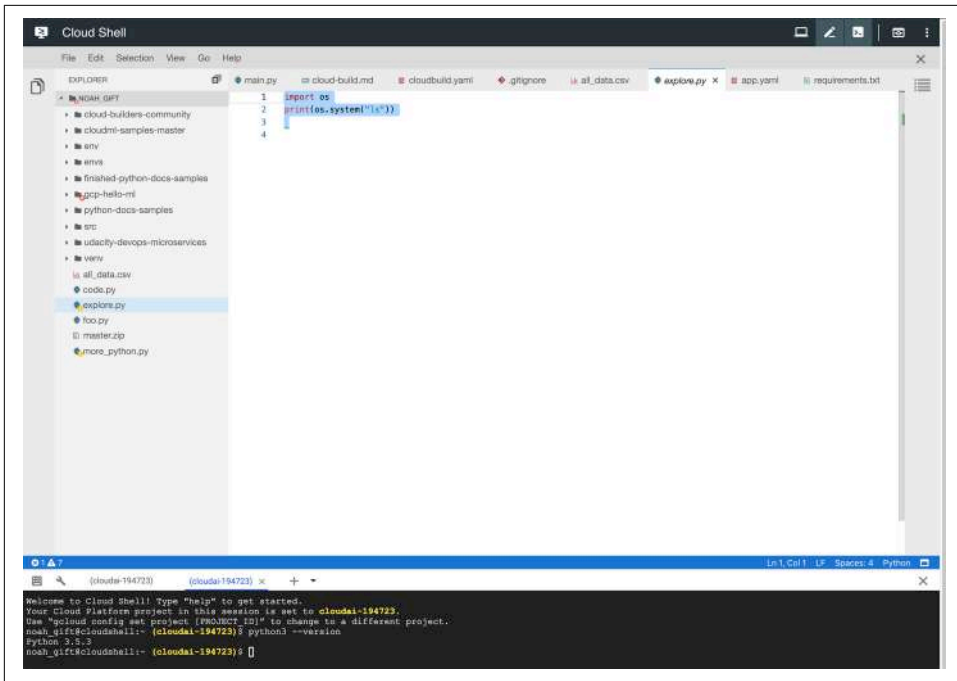 Cloud Shell
File Edit Selection View Go Help
EXPLORER
main.py cloud-build.md cloudbuild.yaml .gitignore all_data.csv explore.py × app.yaml requirements.txt
NOAH_GIFT
cloud-builders-community
cloudml-samples-master
env
envs
finished-python-docs-samples
gcp-hello-ml
python-docs-samples
src
udacity-devops-microservices
venv
all_data.csv
code.py
explore.py
foo.py
master.zip
more_python.py
1 import os
2 print(os.system("ls"))
3
4
1 7
Ln 1, Col 1 LF Spaces: 4 Python
(cloudai-194723) (cloudai-194723) × +
Welcome to Cloud Shell! Type "help" to get started.
Your Cloud Platform project in this session is set to cloudai-194723.
Use "gcloud config set project [PROJECT_ID]" to change to a different project.
noah_gift@cloudshell:~ (cloudai-194723)$ python3 --version
Python 3.5.3
noah_gift@cloudshell:~ (cloudai-194723)$